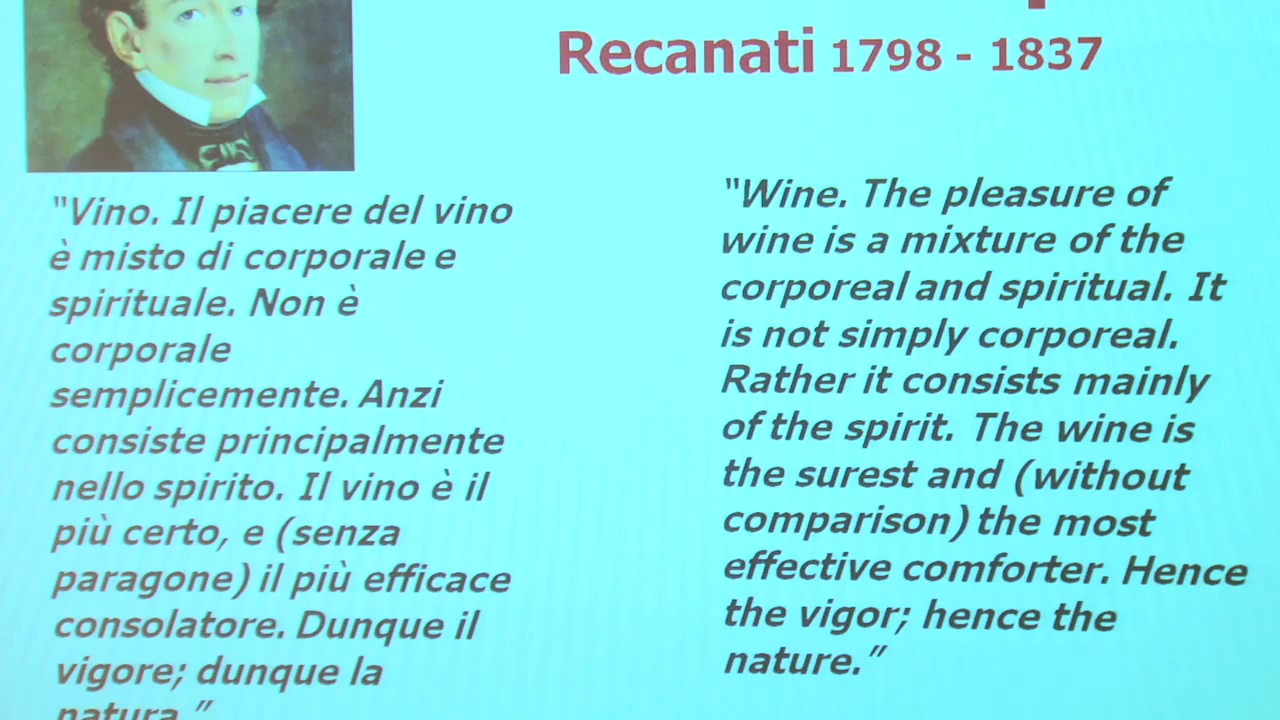 Recanati 1798 - 1837
“Vino. Il piacere del vino
è misto di corporale e
spirituale. Non è
corporale
semplicemente. Anzi
consiste principalmente
nello spirito. Il vino è il
più certo, e (senza
paragone) il più efficace
consolatore. Dunque il
vigore; dunque la
natura.”
“Wine. The pleasure of
wine is a mixture of the
corporeal and spiritual. It
is not simply corporeal.
Rather it consists mainly
of the spirit. The wine is
the surest and (without
comparison) the most
effective comforter. Hence
the vigor; hence the
nature.”